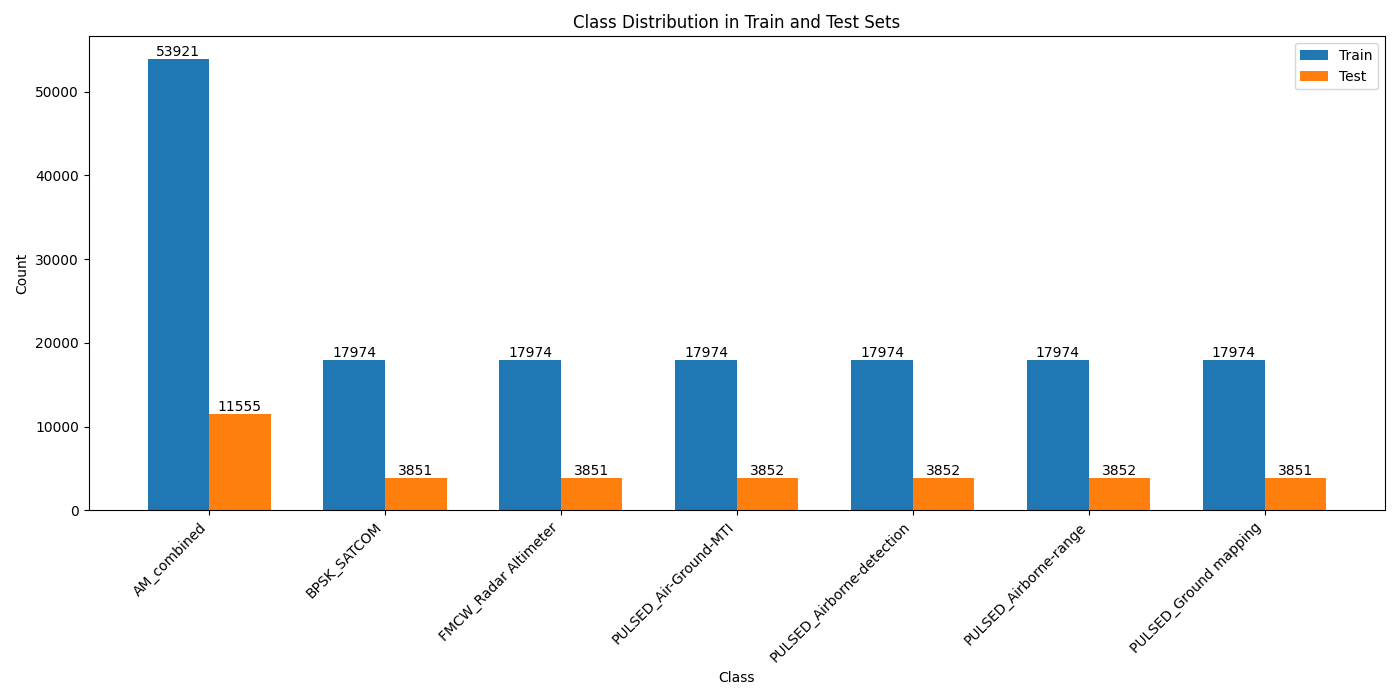 Class Distribution in Train and Test Sets
Train
Test
Count
50000
40000
30000
20000
10000
0
53921
11555
17974
3851
17974
3851
17974
3852
17974
3852
17974
3852
17974
3851
AM_combined
BPSK_SATCOM
FMCW_Radar Altimeter
PULSED_Air-Ground-MTI
PULSED_Airborne-detection
PULSED_Airborne-range
PULSED_Ground mapping
Class